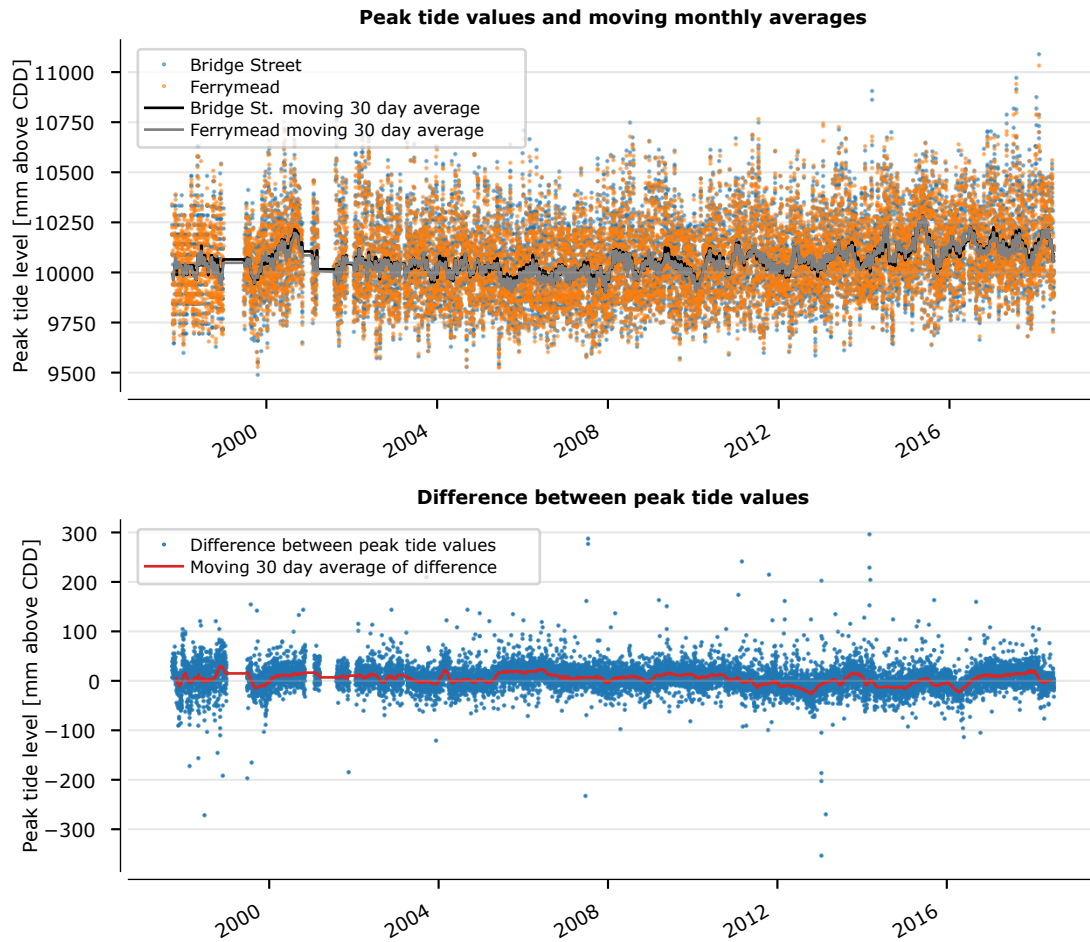 Peak tide values and moving monthly averages
Peak tide level [mm above CDD]
11000
10750
10500
10250
10000
9750
9500
Bridge Street
Ferrymead
Bridge St. moving 30 day average
Ferrymead moving 30 day average
2000
2004
2008
2012
2016
Difference between peak tide values
Peak tide level [mm above CDD]
300
200
100
0
−100
−200
−300
Difference between peak tide values
Moving 30 day average of difference
2000
2004
2008
2012
2016